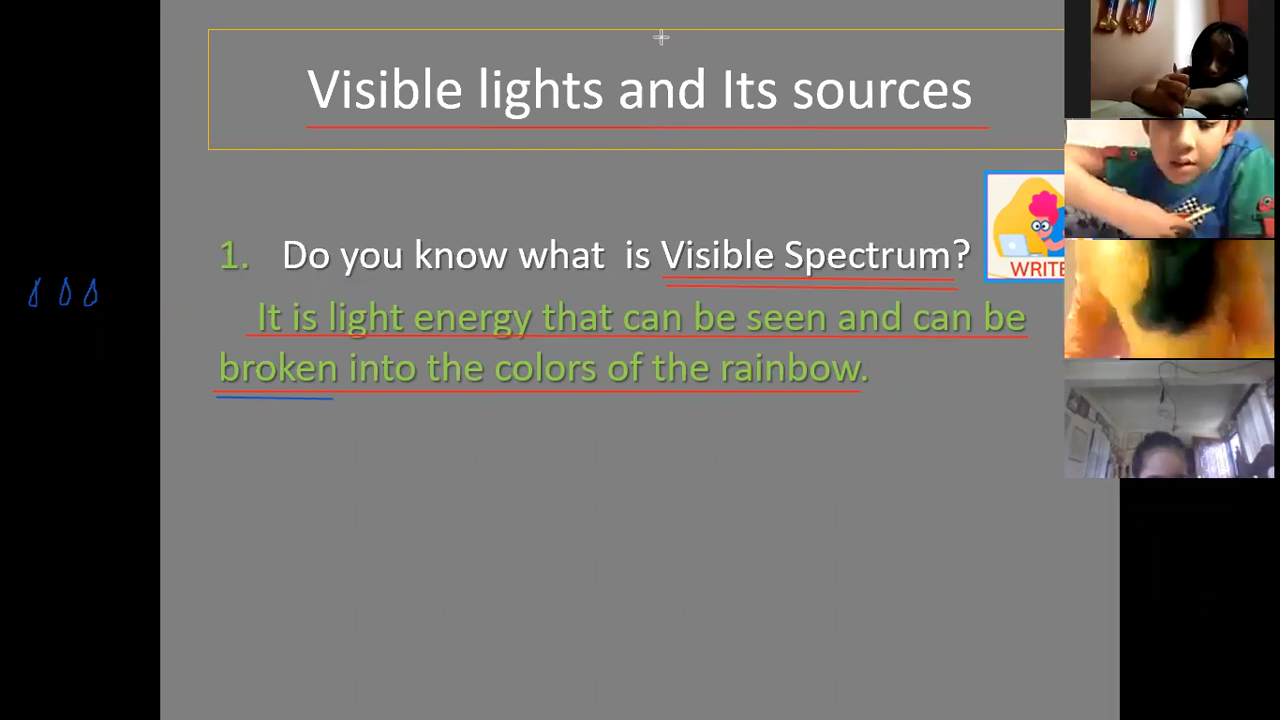 Visible lights and Its sources
1. Do you know what is Visible Spectrum?
WRITE
It is light energy that can be seen and can be
broken into the colors of the rainbow.
10